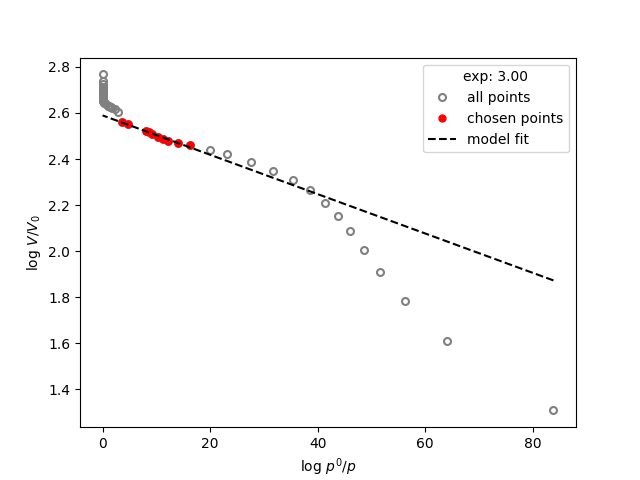 exp: 3.00
all points
chosen points
model fit
log V/V₀
2.8
2.6
2.4
2.2
2.0
1.8
1.6
1.4
0 20 40 60 80
log p⁰/p